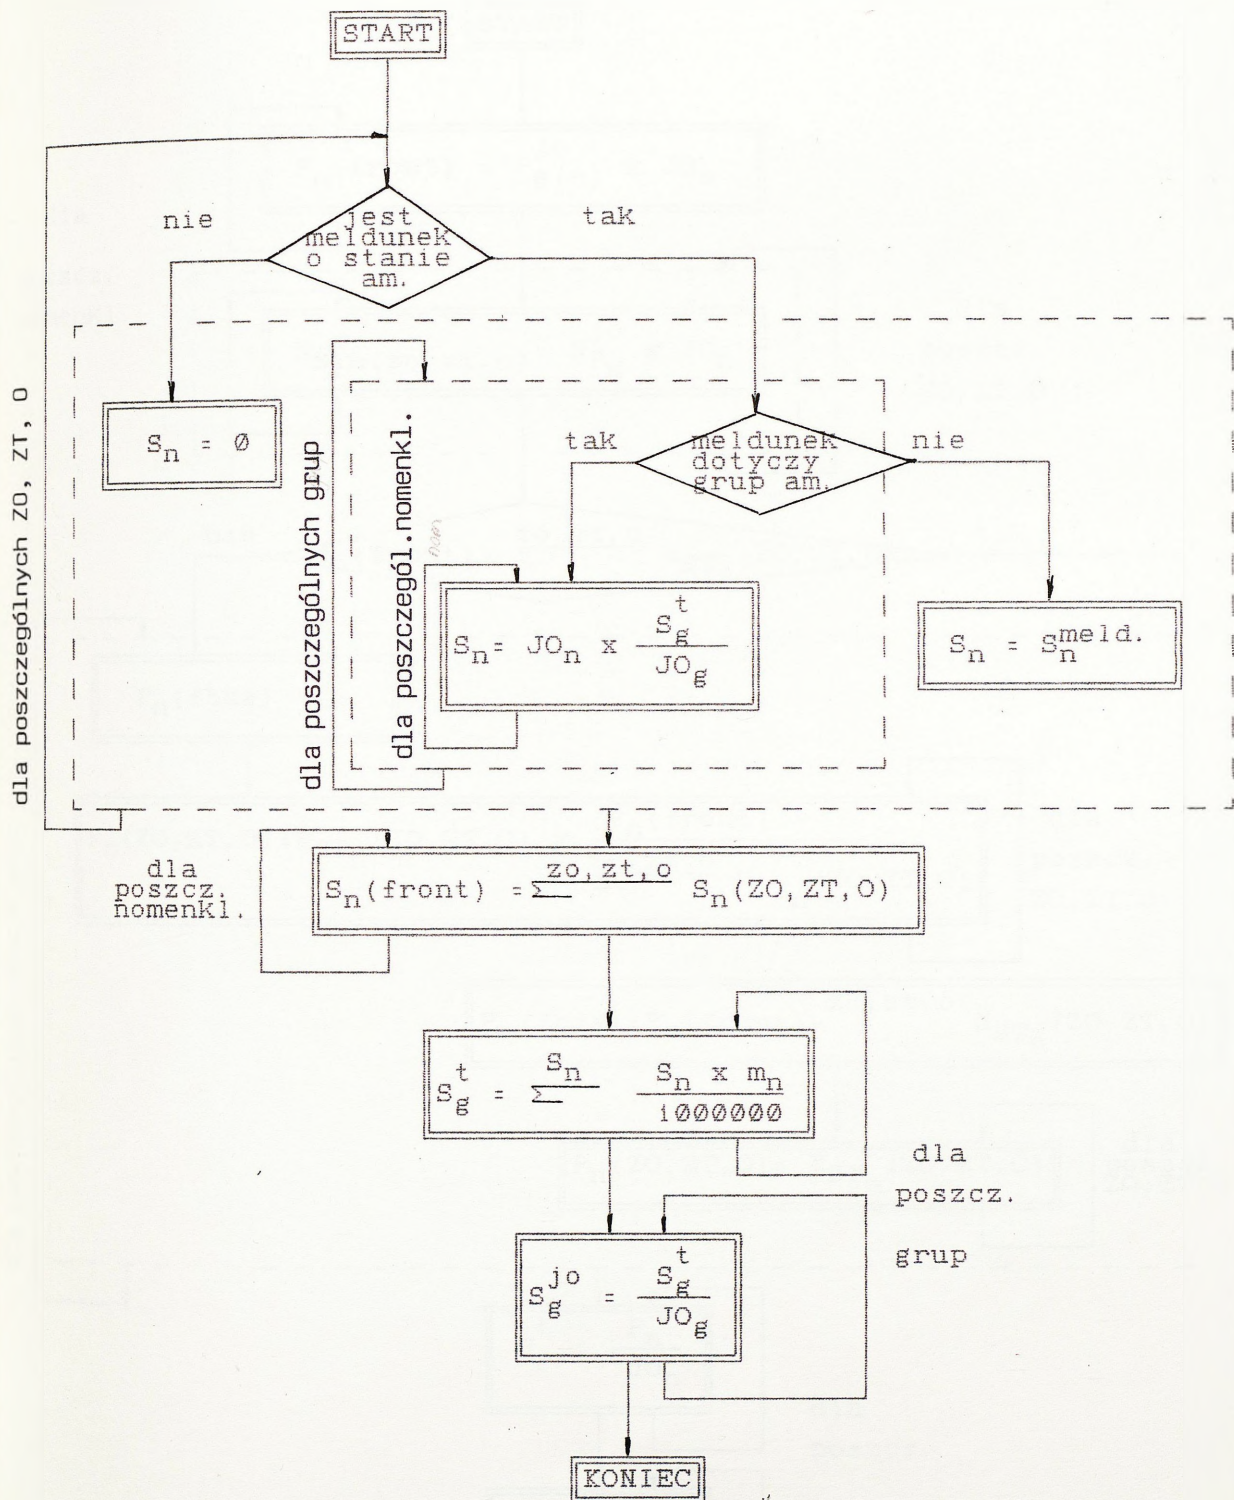 START
nie
tak
jest
meldunek
o stanie
am.
dla poszczególnych ZO, ZT, O
S_n = Ø
dla poszczególnych grup
dla poszczegól.nomenkl.
nom
tak
meldunek
dotyczy
grup am.
nie
S_n = JO_n x S_g^t / JO_g
S_n = S_n^meld.
dla
poszcz.
nomenkl.
S_n(front) = Σ^zo,zt,o S_n(ZO,ZT,O)
S_g^t = Σ^S_n S_n x m_n / 1000000
dla
poszcz.
grup
S_g^jo = S_g^t / JO_g
KONIEC